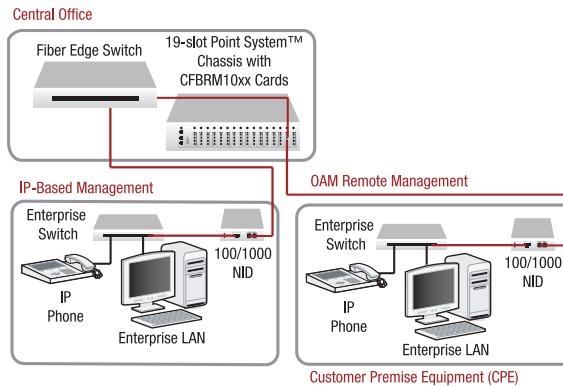 Central Office
Fiber Edge Switch
19-slot Point System™
Chassis with
CFBRM10xx Cards
IP-Based Management
OAM Remote Management
Enterprise
Switch
100/1000
NID
IP
Phone
Enterprise LAN
Enterprise
Switch
100/1000
NID
IP
Phone
Enterprise LAN
Customer Premise Equipment (CPE)